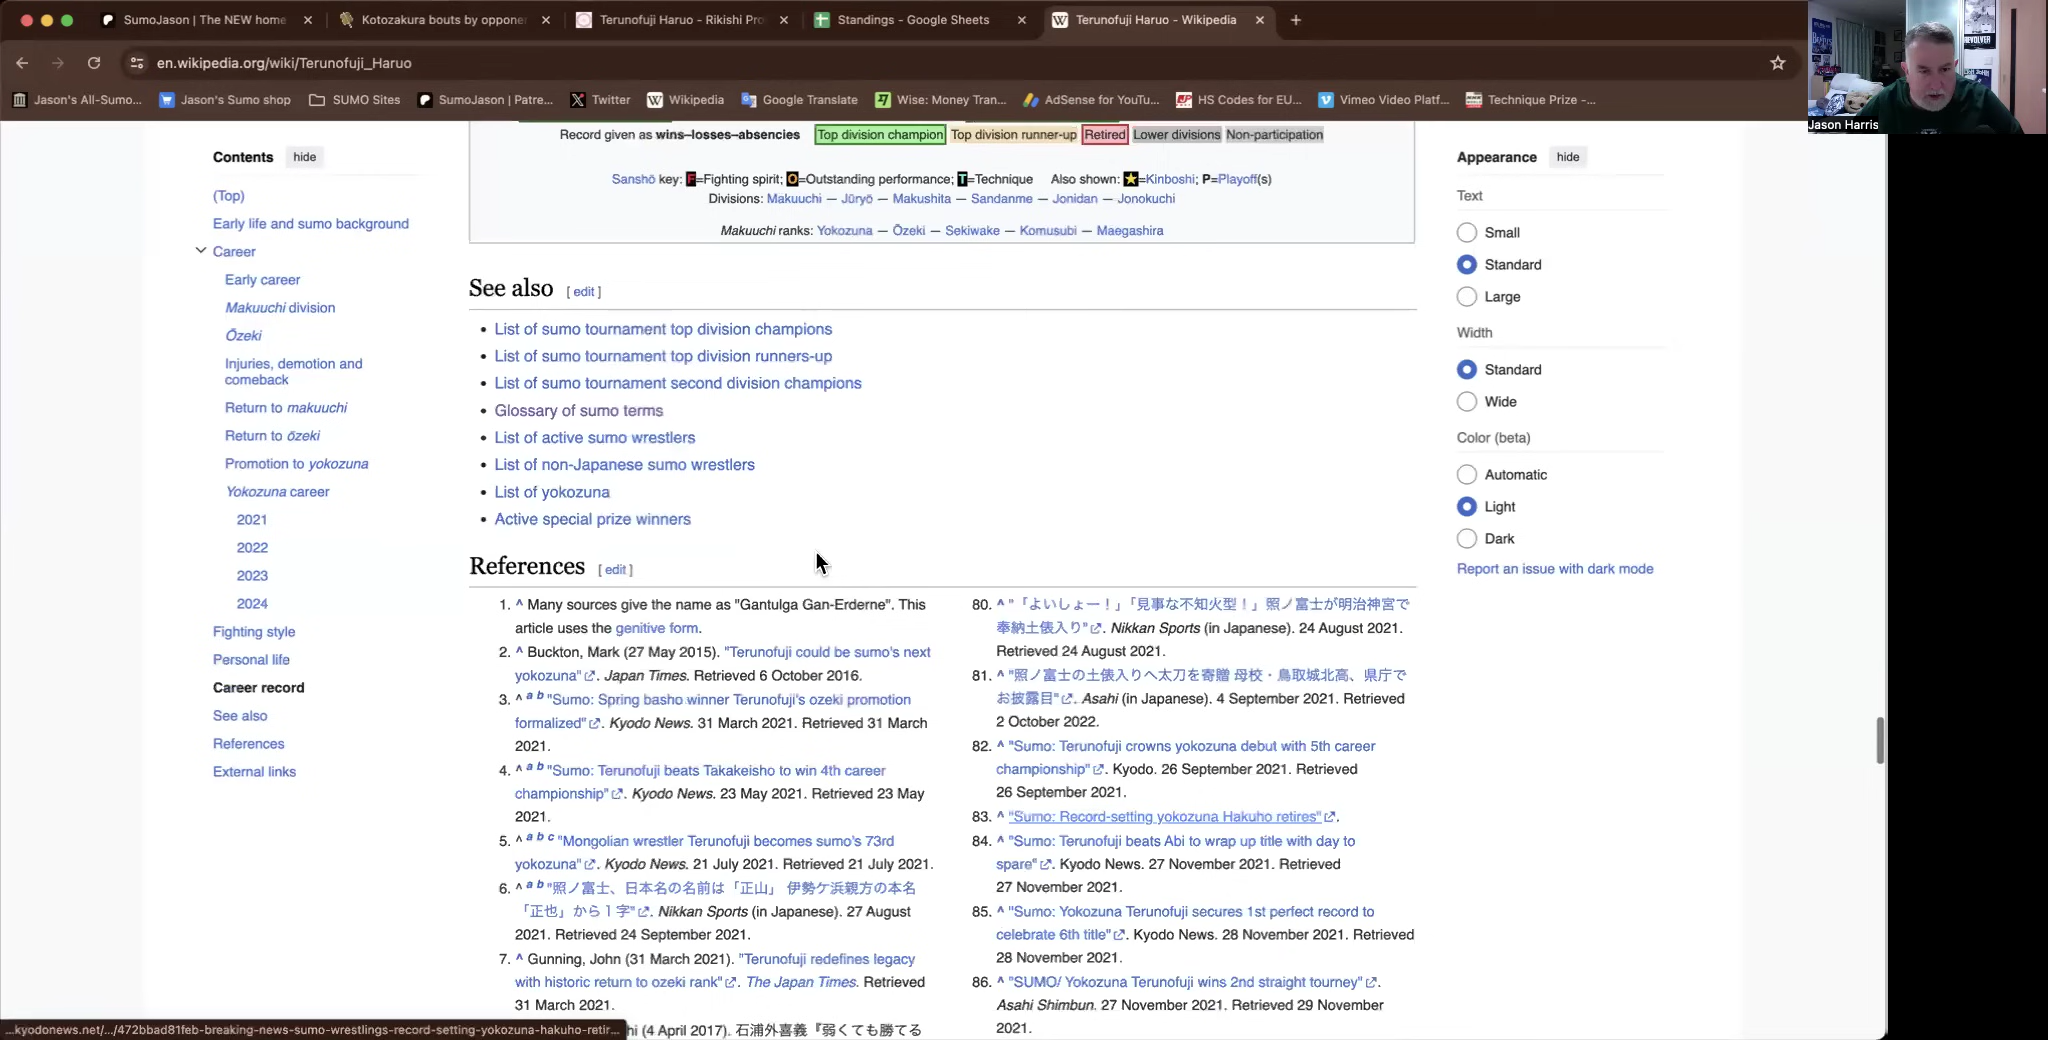 SumoJason | The NEW home
Kotozakura bouts by oppone
Terunofuji Haruo - Rikishi Pro
Standings - Google Sheets
Terunofuji Haruo - Wikipedia
en.wikipedia.org/wiki/Terunofuji_Haruo
Jason's All-Sumo...
Jason's Sumo shop
SUMO Sites
SumoJason | Patre...
Twitter
Wikipedia
Google Translate
Wise: Money Tran...
AdSense for YouTu...
HS Codes for EU...
Vimeo Video Platf...
Technique Prize -...
Jason Harris
Contents hide
(Top)
Early life and sumo background
Career
Early career
Makuuchi division
Ōzeki
Injuries, demotion and
comeback
Return to makuuchi
Return to ōzeki
Promotion to yokozuna
Yokozuna career
2021
2022
2023
2024
Fighting style
Personal life
Career record
See also
References
External links
Record given as wins–losses–absencies Top division champion Top division runner-up Retired Lower divisions Non-participation
Sanshō key: F=Fighting spirit; O=Outstanding performance; T=Technique Also shown: ★=Kinboshi; P=Playoff(s)
Divisions: Makuuchi — Jūryō — Makushita — Sandanme — Jonidan — Jonokuchi
Makuuchi ranks: Yokozuna — Ōzeki — Sekiwake — Komusubi — Maegashira
See also [ edit ]
• List of sumo tournament top division champions
• List of sumo tournament top division runners-up
• List of sumo tournament second division champions
• Glossary of sumo terms
• List of active sumo wrestlers
• List of non-Japanese sumo wrestlers
• List of yokozuna
• Active special prize winners
References [ edit ]
1. ^ Many sources give the name as "Gantulga Gan-Erderne". This
article uses the genitive form.
2. ^ Buckton, Mark (27 May 2015). "Terunofuji could be sumo's next
yokozuna". Japan Times. Retrieved 6 October 2016.
3. ^ a b "Sumo: Spring basho winner Terunofuji's ozeki promotion
formalized". Kyodo News. 31 March 2021. Retrieved 31 March
2021.
4. ^ a b "Sumo: Terunofuji beats Takakeisho to win 4th career
championship". Kyodo News. 23 May 2021. Retrieved 23 May
2021.
5. ^ a b c "Mongolian wrestler Terunofuji becomes sumo's 73rd
yokozuna". Kyodo News. 21 July 2021. Retrieved 21 July 2021.
6. ^ a b "照ノ富士、日本名の名前は「正山」 伊勢ケ浜親方の本名
「正也」から１字". Nikkan Sports (in Japanese). 27 August
2021. Retrieved 24 September 2021.
7. ^ Gunning, John (31 March 2021). "Terunofuji redefines legacy
with historic return to ozeki rank". The Japan Times. Retrieved
31 March 2021.
hi (4 April 2017). 石浦外喜義『弱くても勝てる
80. ^ "「よいしょー！」「見事な不知火型！」照ノ富士が明治神宮で
奉納土俵入り". Nikkan Sports (in Japanese). 24 August 2021.
Retrieved 24 August 2021.
81. ^ "照ノ富士の土俵入りへ太刀を寄贈 母校・鳥取城北高、県庁で
お披露目". Asahi (in Japanese). 4 September 2021. Retrieved
2 October 2022.
82. ^ "Sumo: Terunofuji crowns yokozuna debut with 5th career
championship". Kyodo. 26 September 2021. Retrieved
26 September 2021.
83. ^ "Sumo: Record-setting yokozuna Hakuho retires".
84. ^ "Sumo: Terunofuji beats Abi to wrap up title with day to
spare". Kyodo News. 27 November 2021. Retrieved
27 November 2021.
85. ^ "Sumo: Yokozuna Terunofuji secures 1st perfect record to
celebrate 6th title". Kyodo News. 28 November 2021. Retrieved
28 November 2021.
86. ^ "SUMO/ Yokozuna Terunofuji wins 2nd straight tourney".
Asahi Shimbun. 27 November 2021. Retrieved 29 November
2021.
Appearance hide
Text
Small
Standard
Large
Width
Standard
Wide
Color (beta)
Automatic
Light
Dark
Report an issue with dark mode
...kyodonews.net/.../472bbad81feb-breaking-news-sumo-wrestlings-record-setting-yokozuna-hakuho-retir...